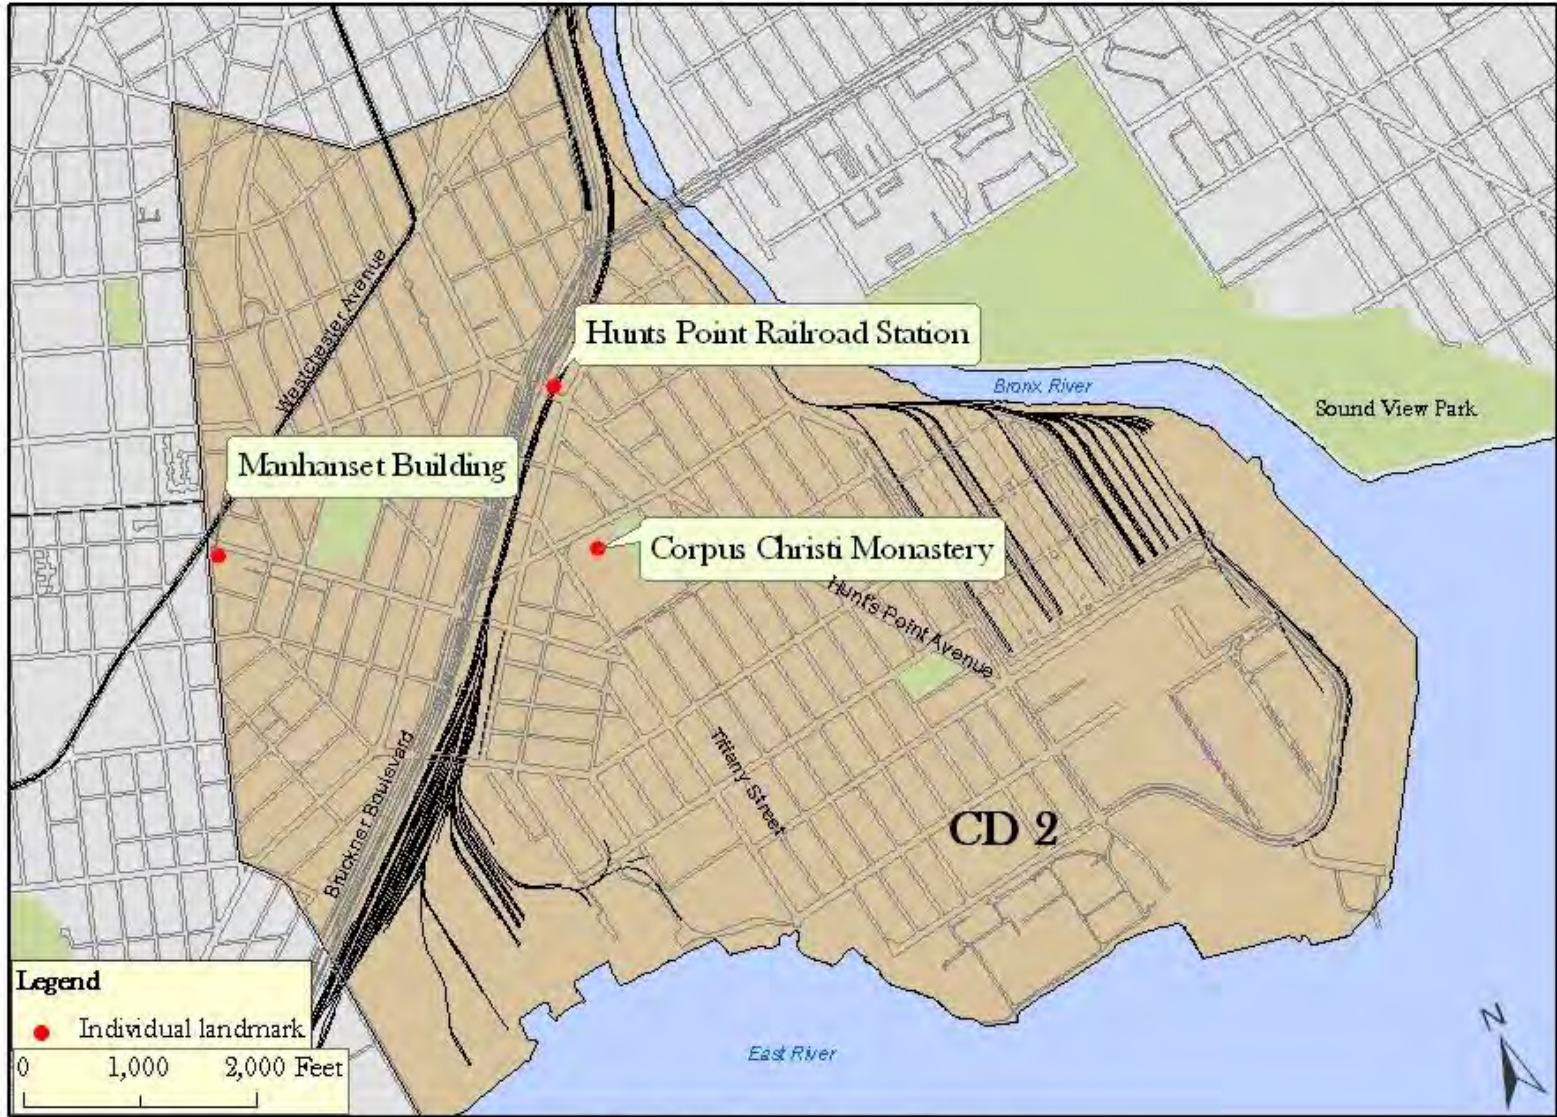 Westchester Avenue
Hunts Point Railroad Station
Bronx River
Sound View Park
Manhanset Building
Corpus Christi Monastery
Hunt's Point Avenue
Tiffany Street
Bruckner Boulevard
CD 2
Legend
Individual landmark
0 1,000 2,000 Feet
East River
N